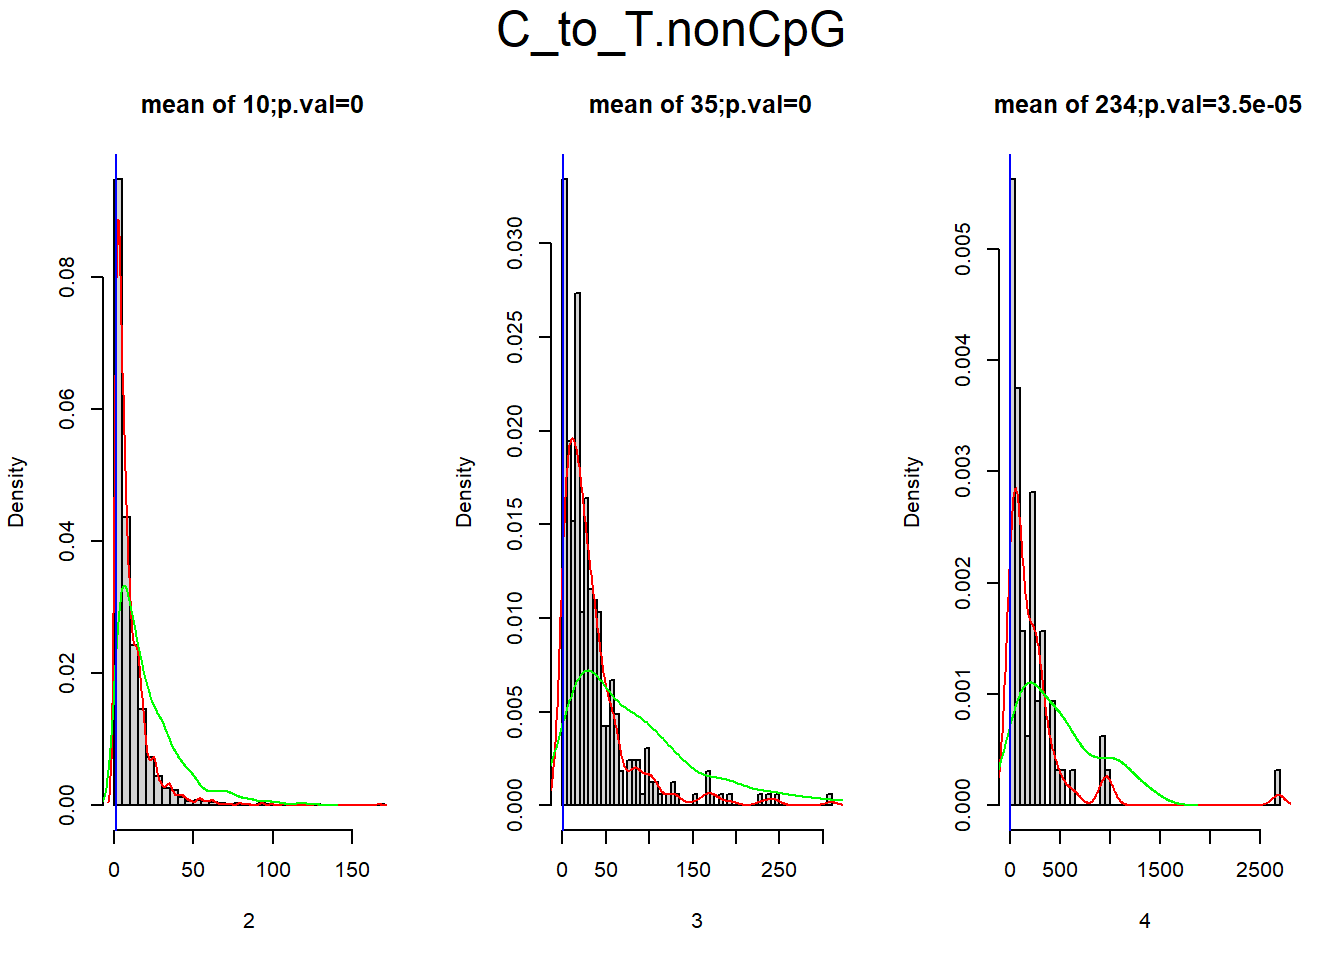 C_to_T.nonCpG
mean of 10;p.val=0
mean of 35;p.val=0
mean of 234;p.val=3.5e-05
Density
0.00 0.02 0.04 0.06 0.08
0 50 100 150
2
Density
0.000 0.005 0.010 0.015 0.020 0.025 0.030
0 50 150 250
3
Density
0.000 0.001 0.002 0.003 0.004 0.005
0 500 1500 2500
4